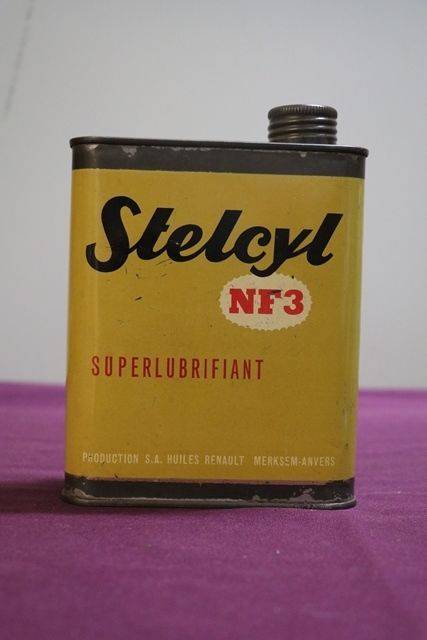 Stelcyl
NF3
SUPERLUBRIFIANT
PRODUCTION S.A. HUILES RENAULT MERKSEM-ANVERS